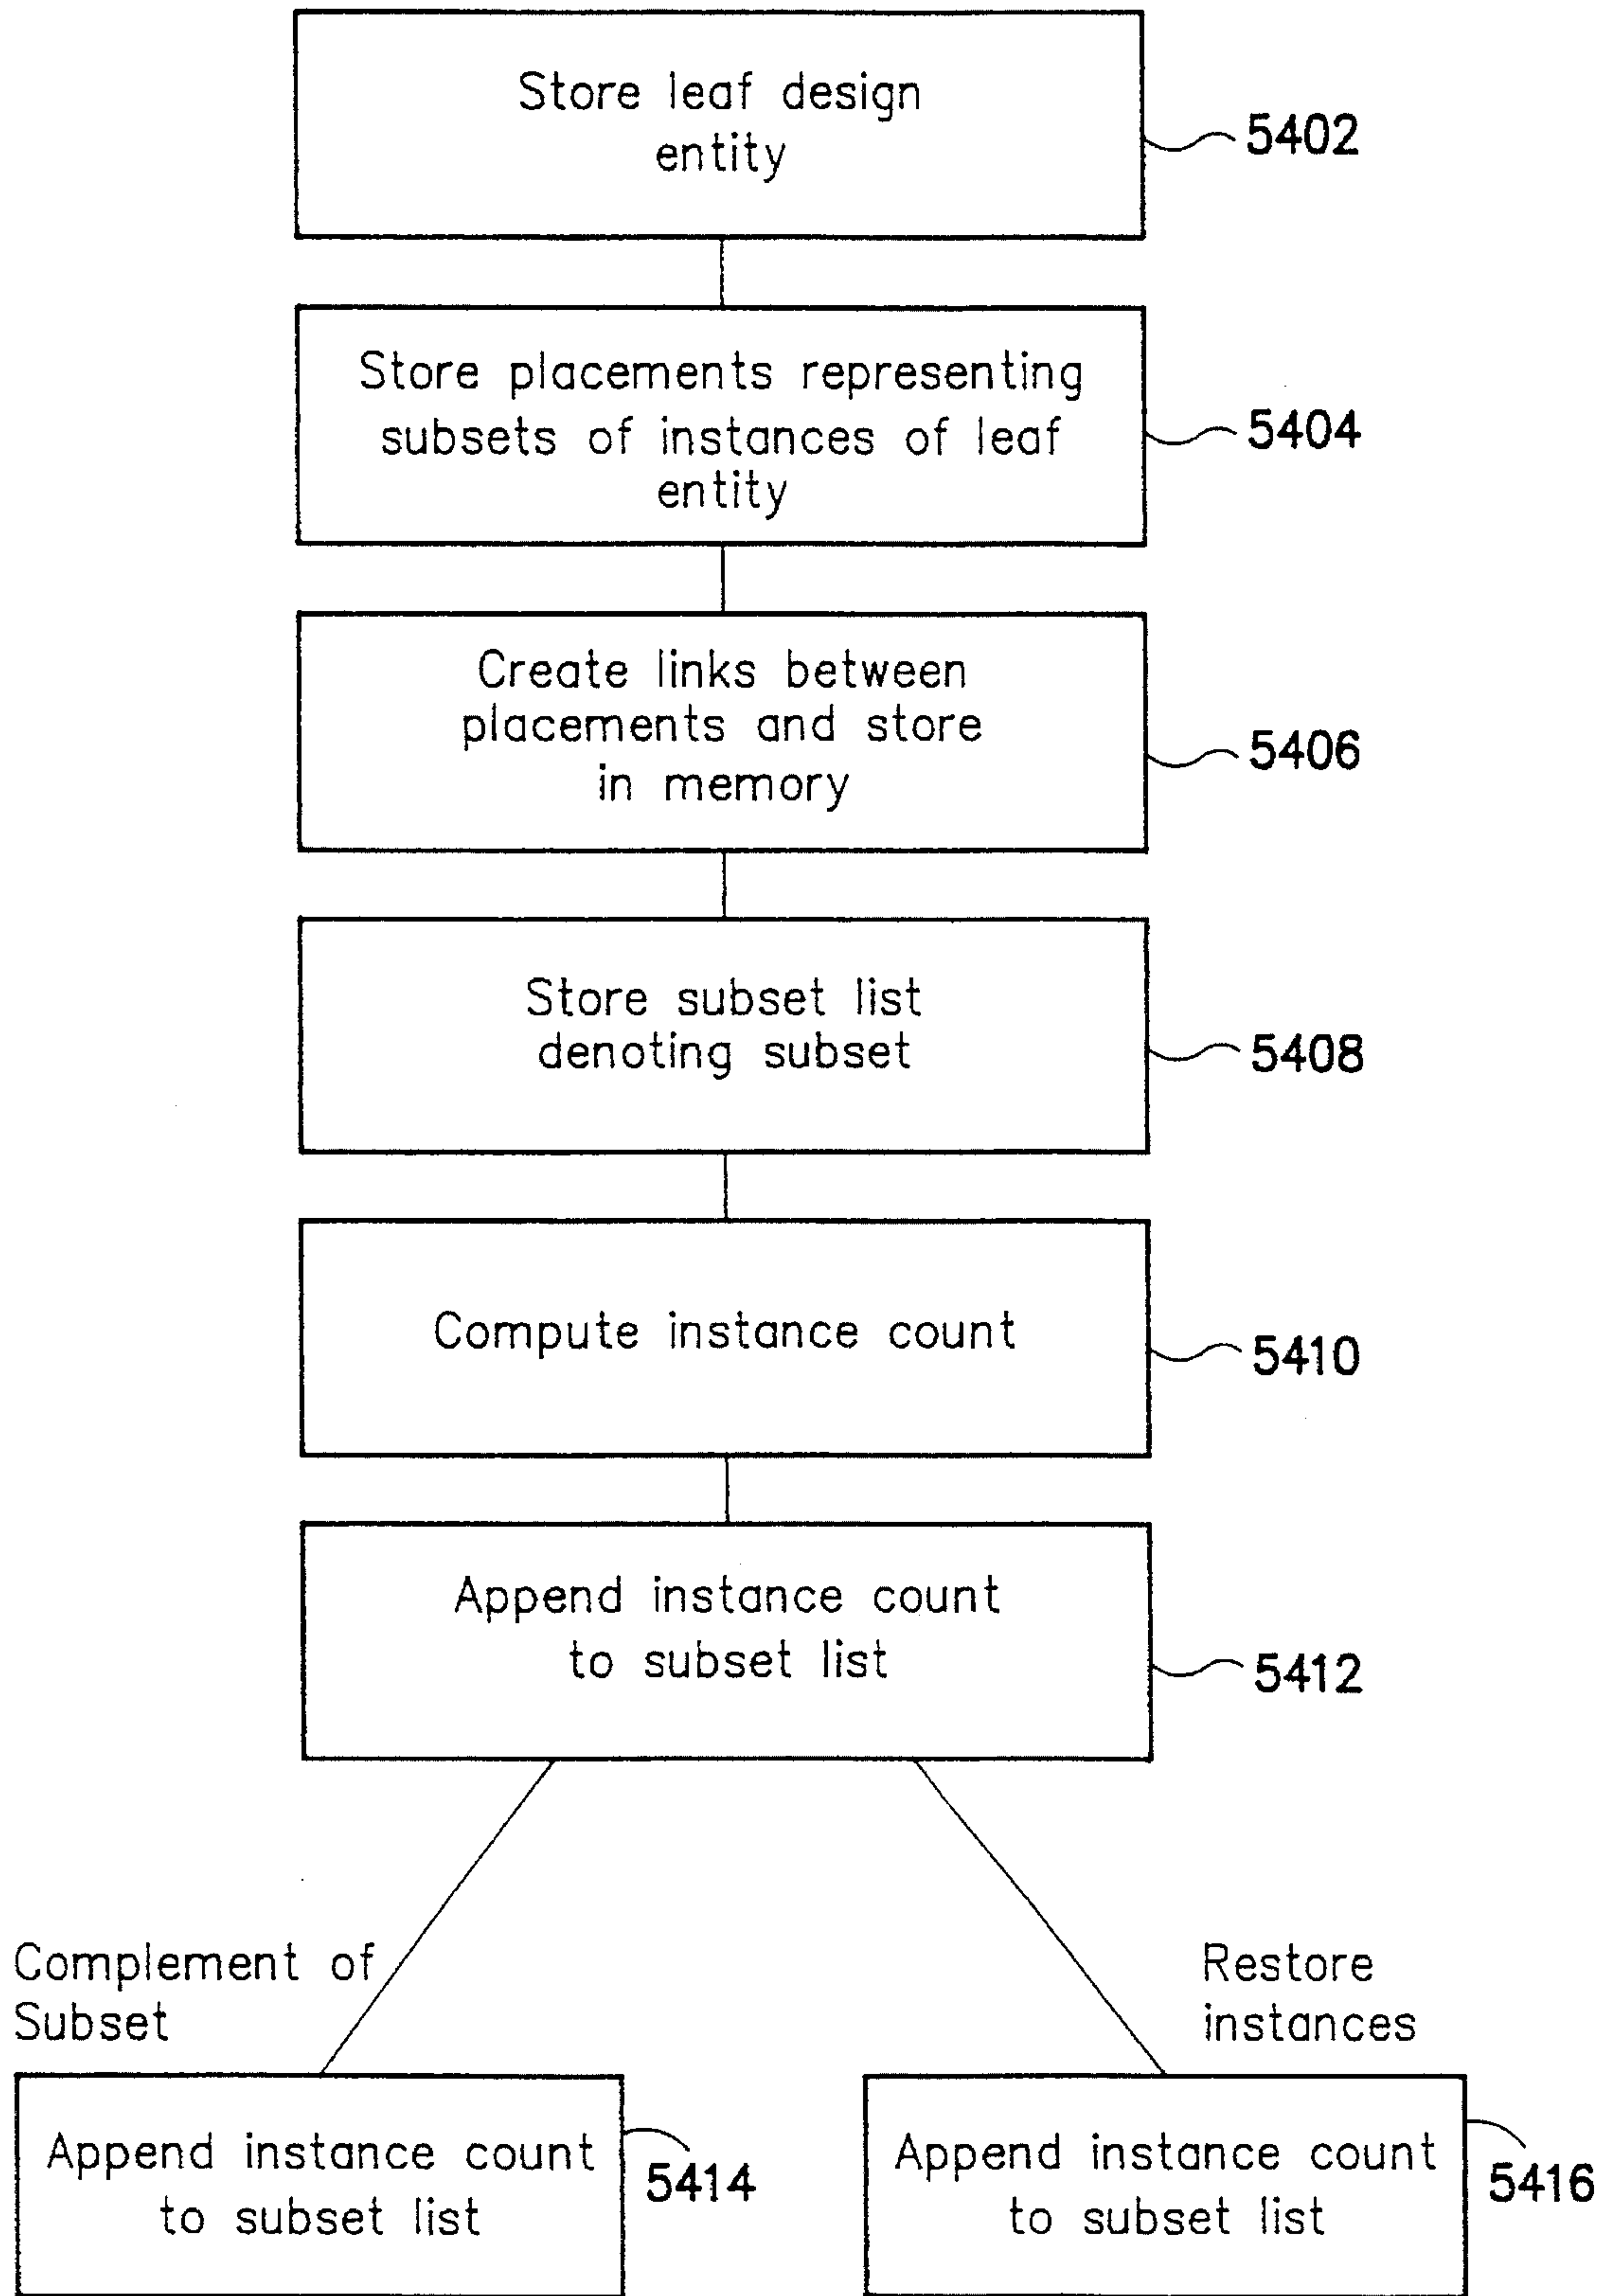 Store leaf design
entity
5402
Store placements representing
subsets of instances of leaf
entity
5404
Create links between
placements and store
in memory
5406
Store subset list
denoting subset
5408
Compute instance count
5410
Append instance count
to subset list
5412
Complement of
Subset
Restore
instances
Append instance count
to subset list
5414
Append instance count
to subset list
5416